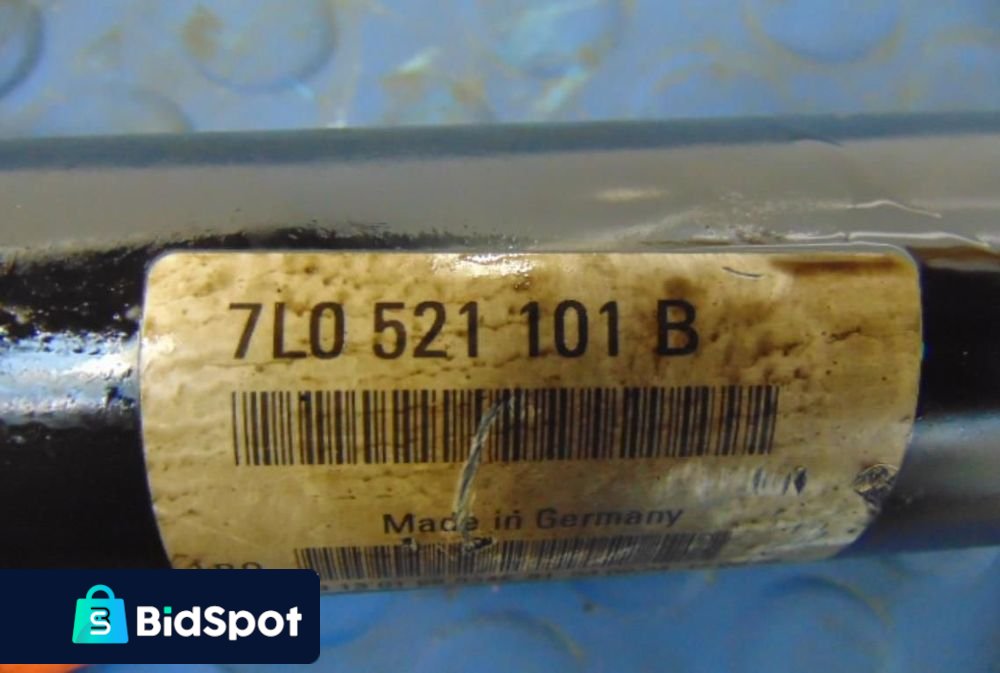 7L0 521 101 B
Made in Germany
BidSpot